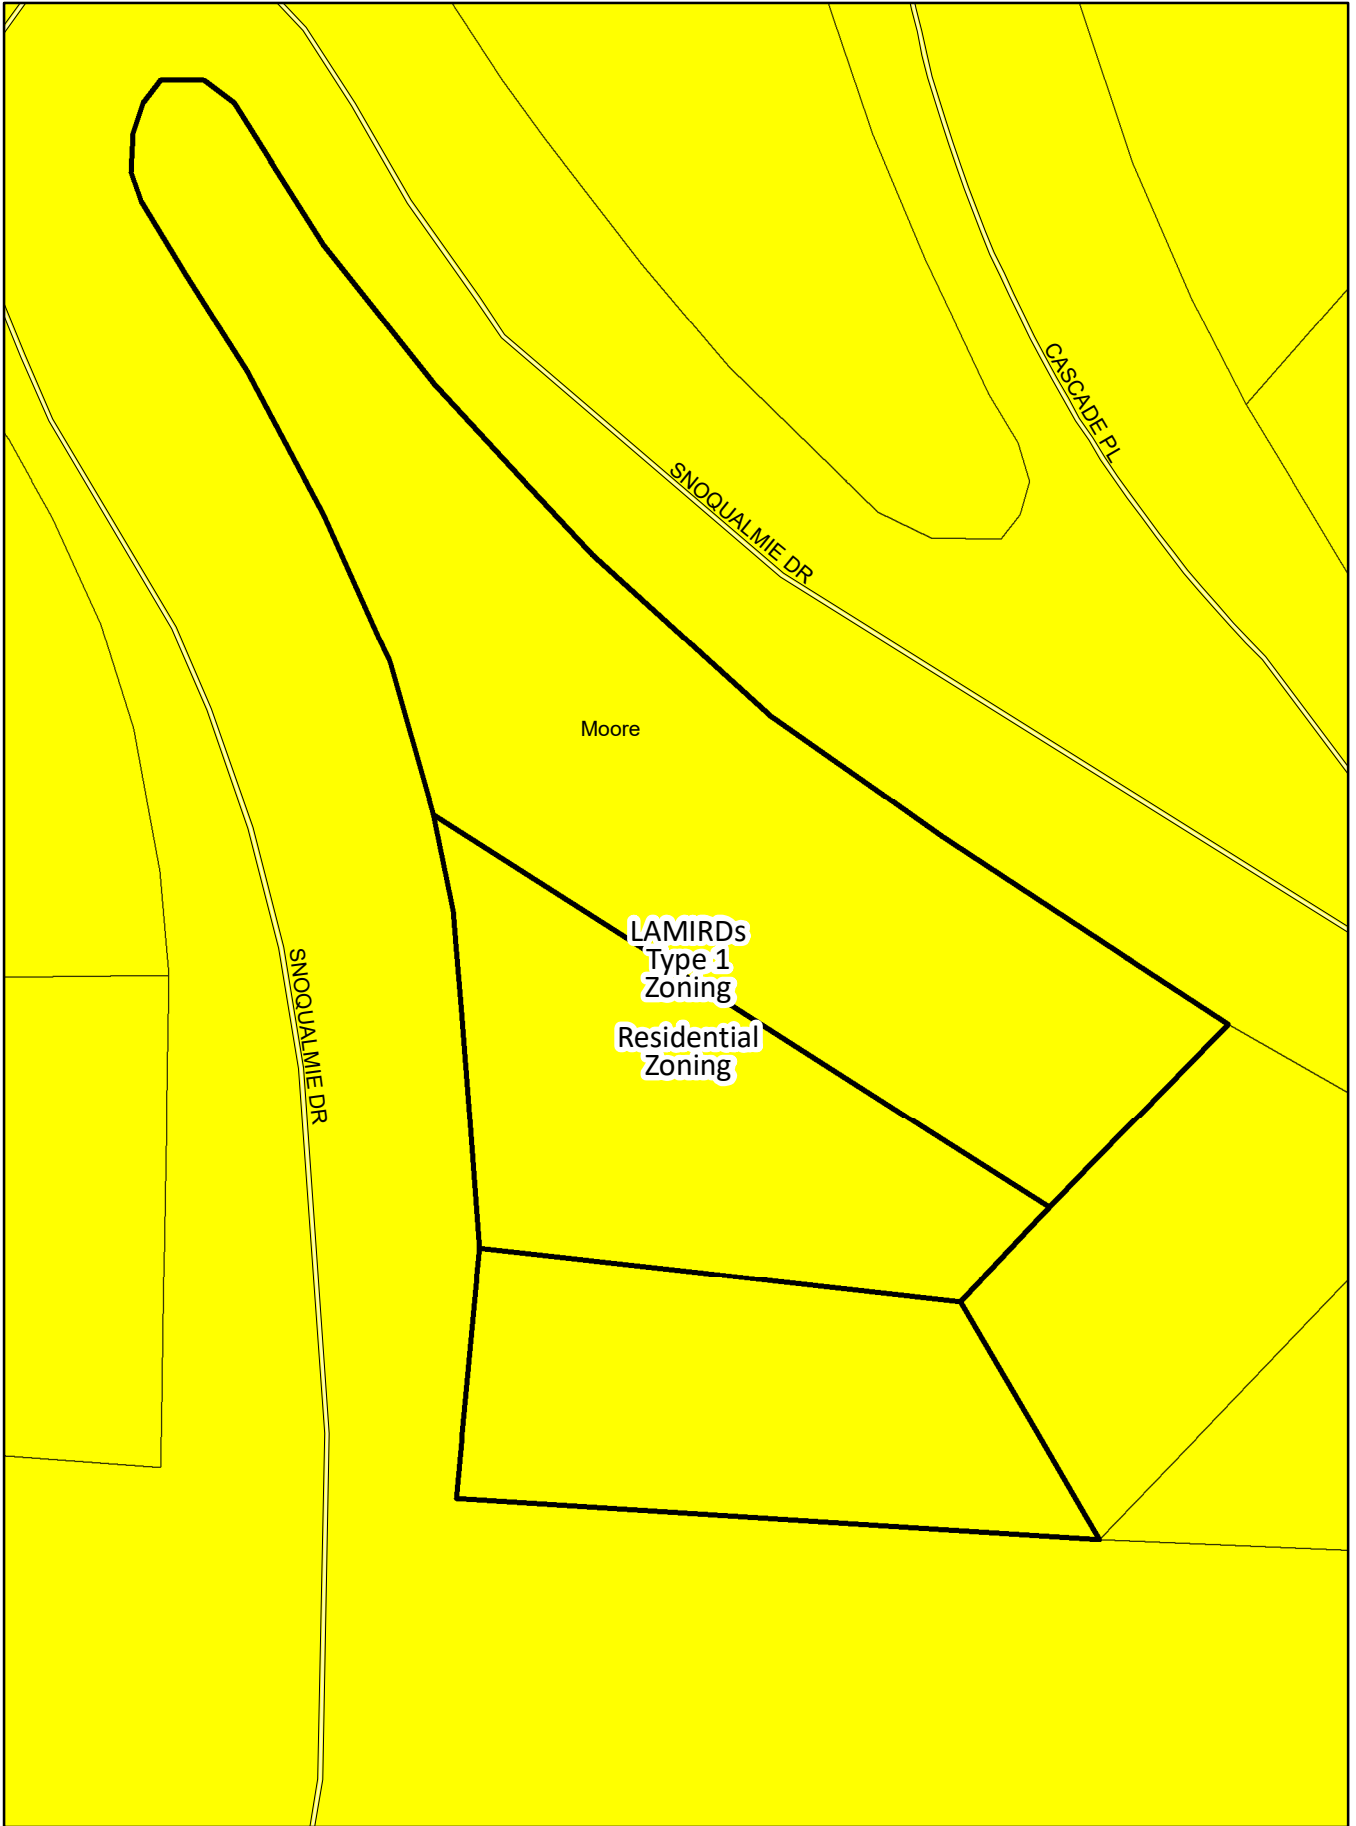 CASCADE PL
SNOQUALMIE DR
Moore
LAMIRDs
Type 1
Zoning
Residential
Zoning
SNOQUALMIE DR